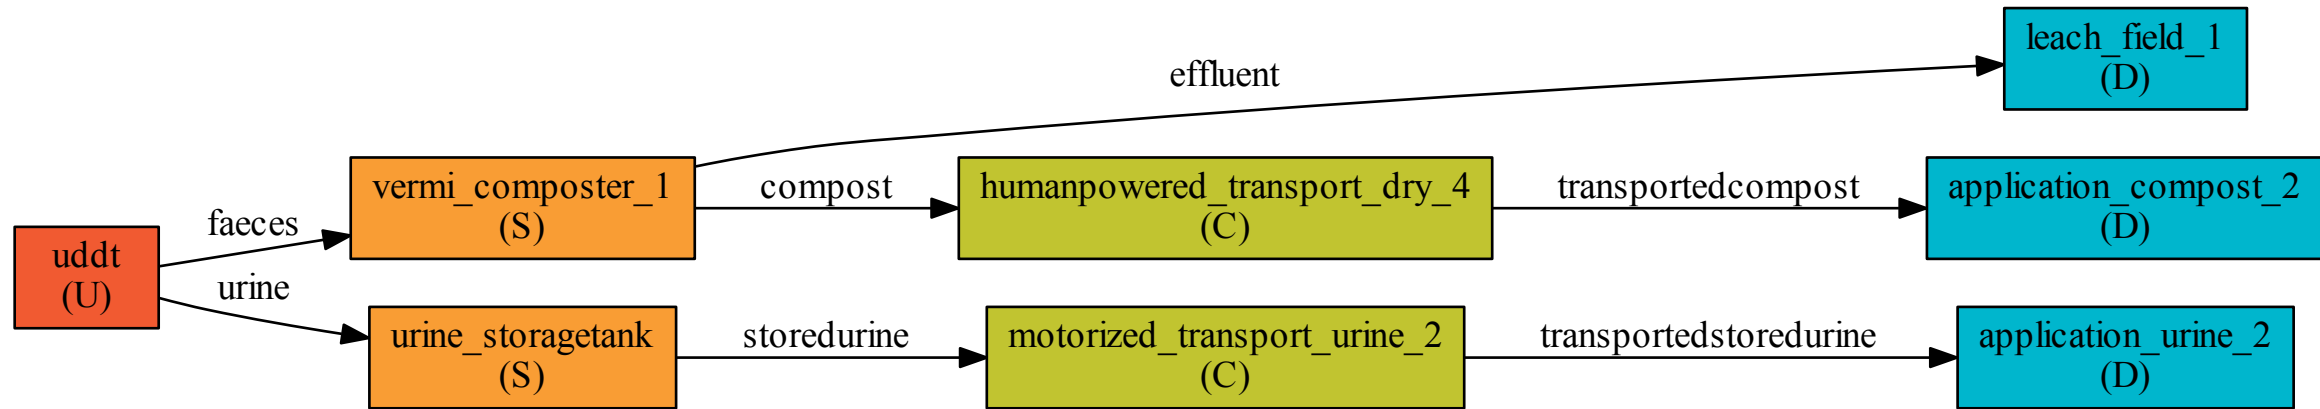 uddt
(U)
faeces
urine
vermi_composter_1
(S)
urine_storagetank
(S)
effluent
compost
storedurine
humanpowered_transport_dry_4
(C)
motorized_transport_urine_2
(C)
transportedcompost
transportedstoredurine
leach_field_1
(D)
application_compost_2
(D)
application_urine_2
(D)